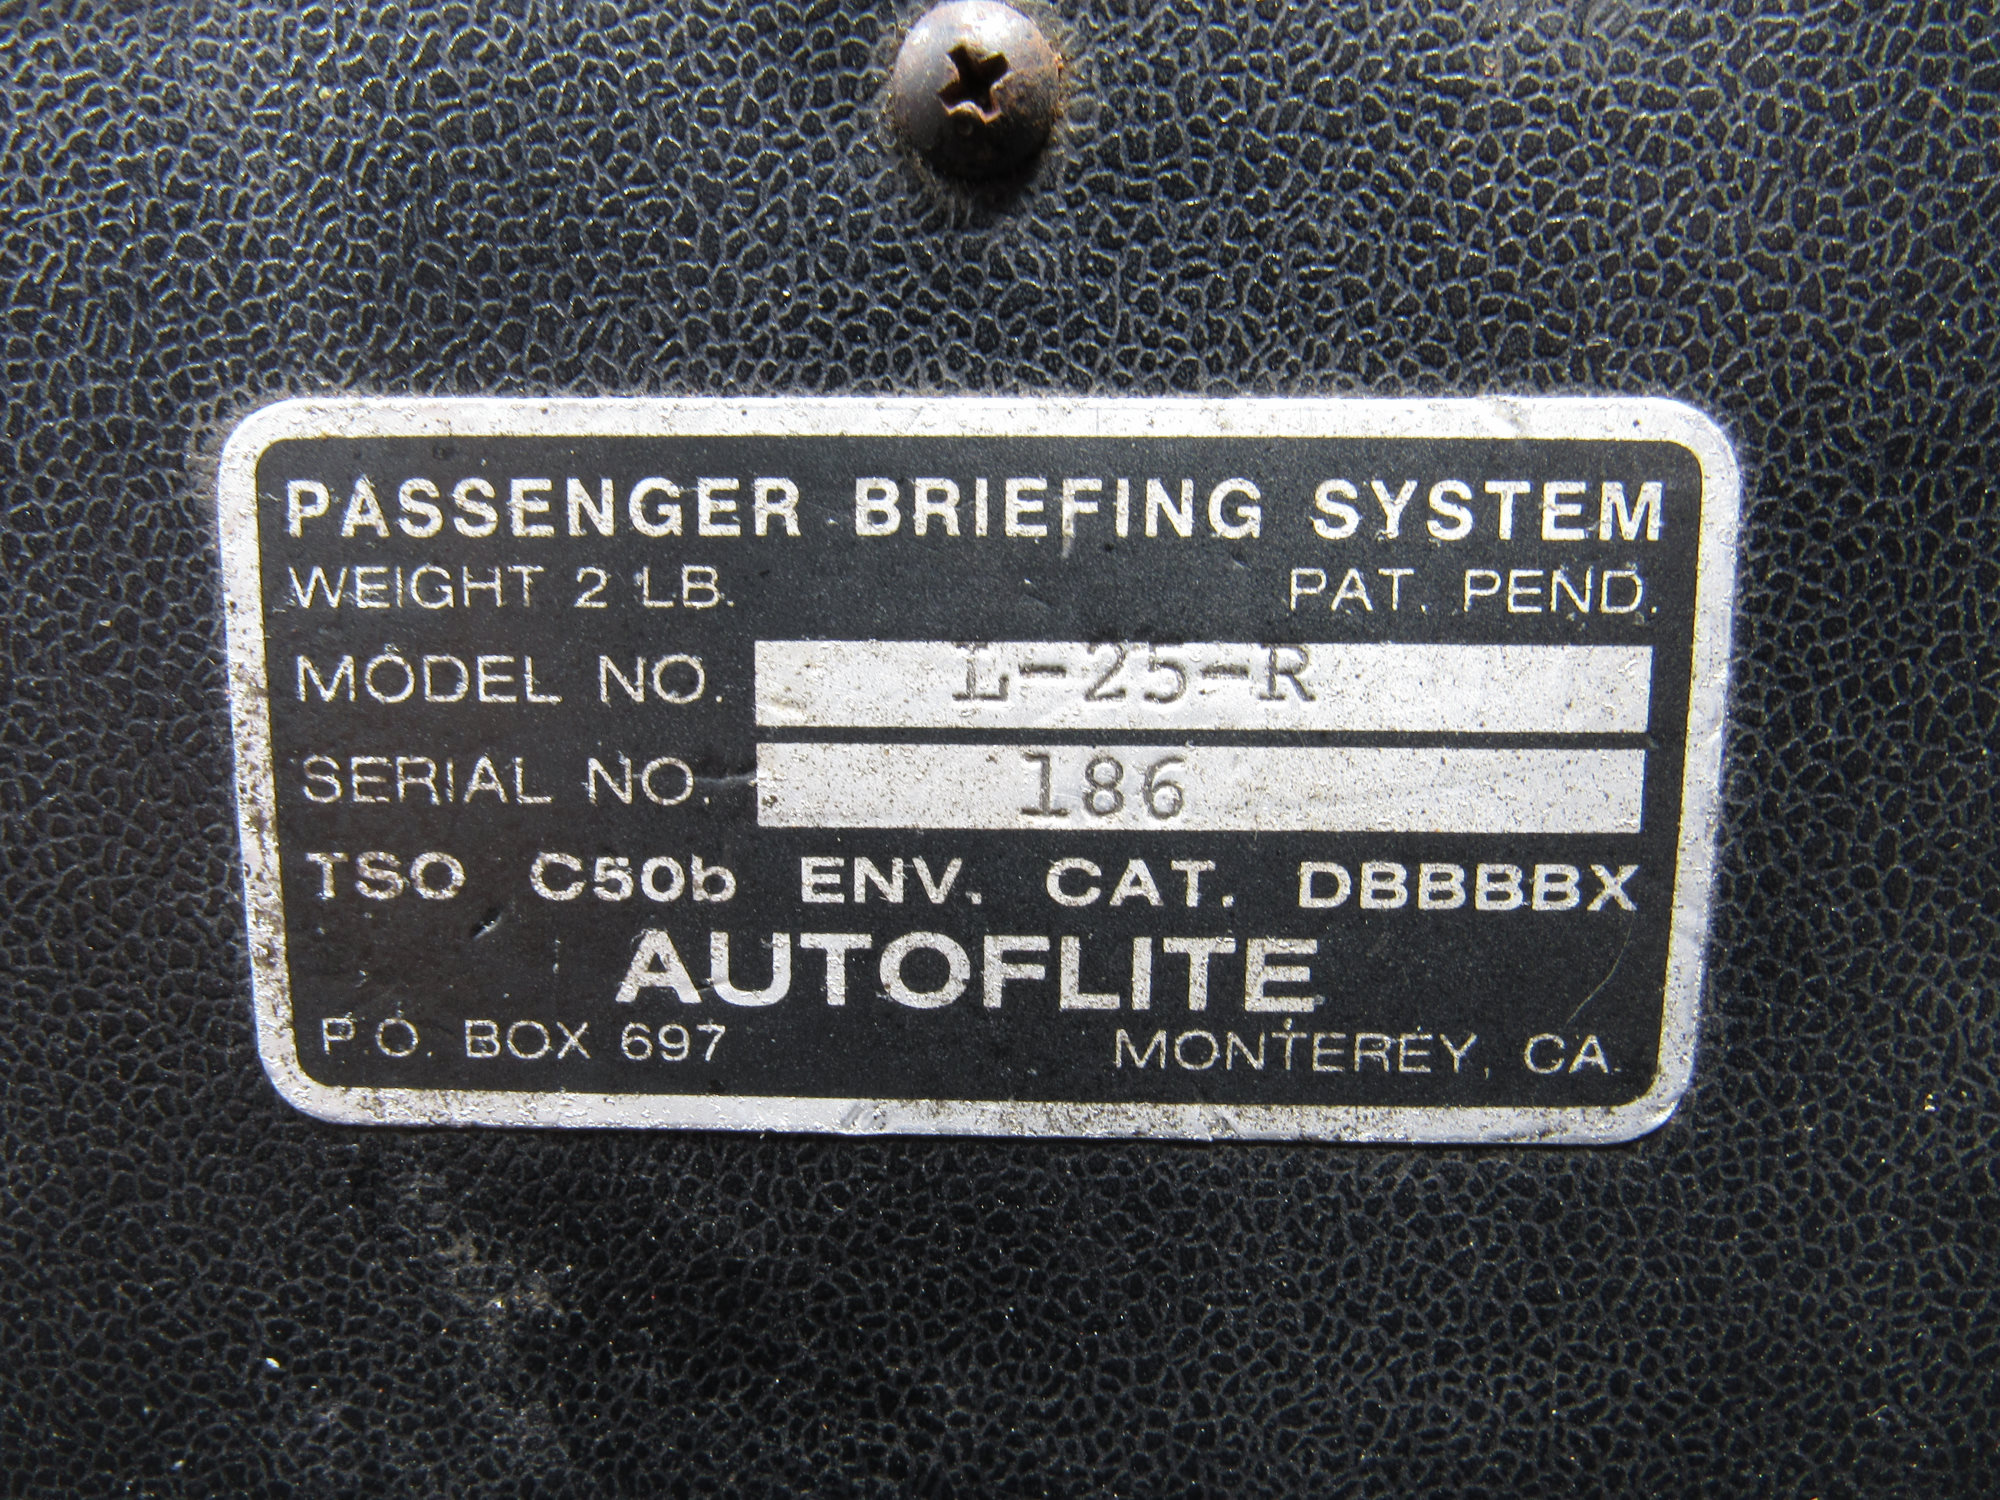 PASSENGER BRIEFING SYSTEM
WEIGHT 2 LB. PAT. PEND.
MODEL NO. L-25-R
SERIAL NO. 186
TSO C50b ENV. CAT. DBBBBX
AUTOFLITE
P.O. BOX 697 MONTEREY, CA.